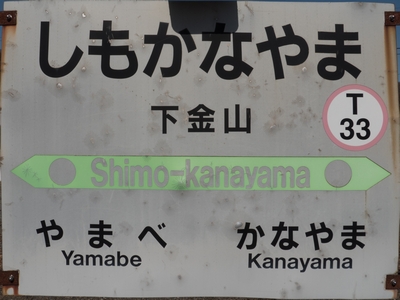 しもかなやま
下金山
T
33
Shimo-kanayama
やまべ かなやま
Yamabe Kanayama